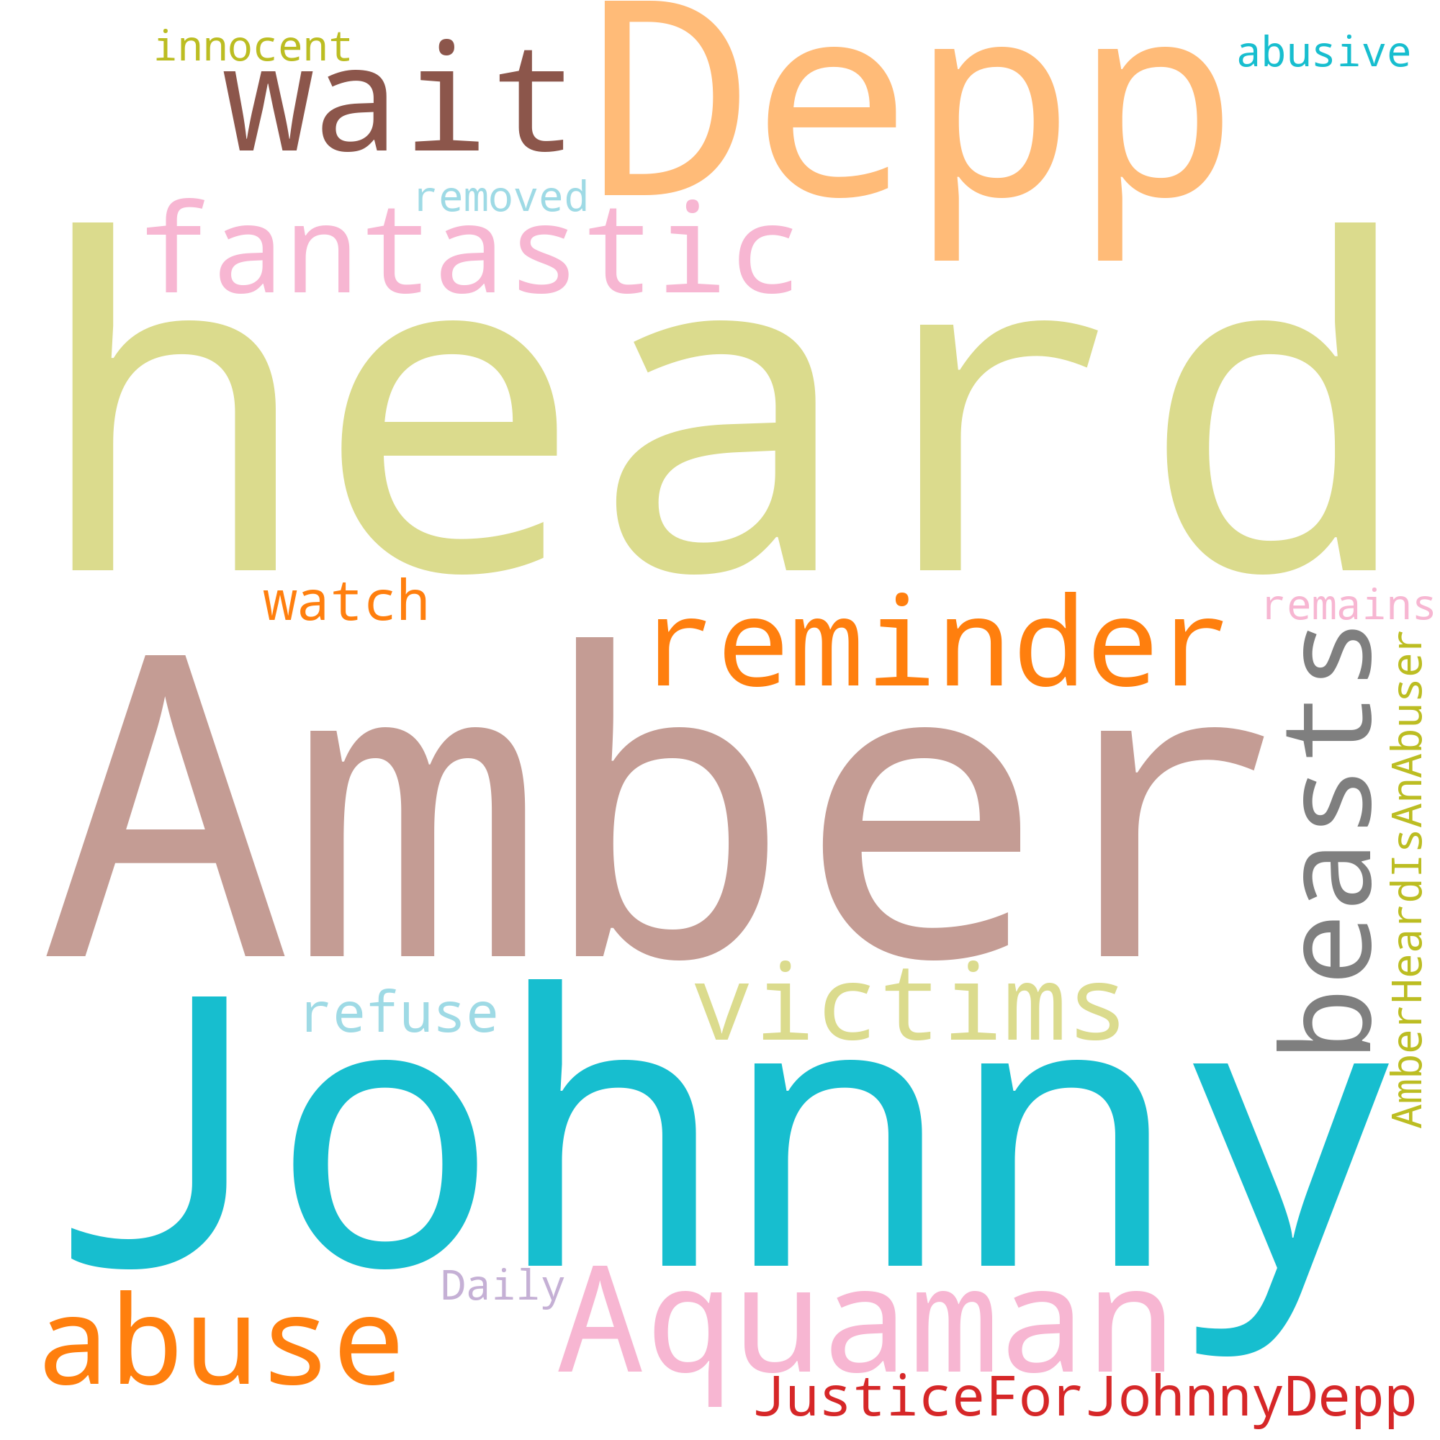 innocent
wait
Depp
abusive
removed
fantastic
heard
watch
reminder
remains
beasts
AmberHeardIsAnAbuser
Amber
refuse
victims
Johnny
Daily
Aquaman
abuse
JusticeForJohnnyDepp